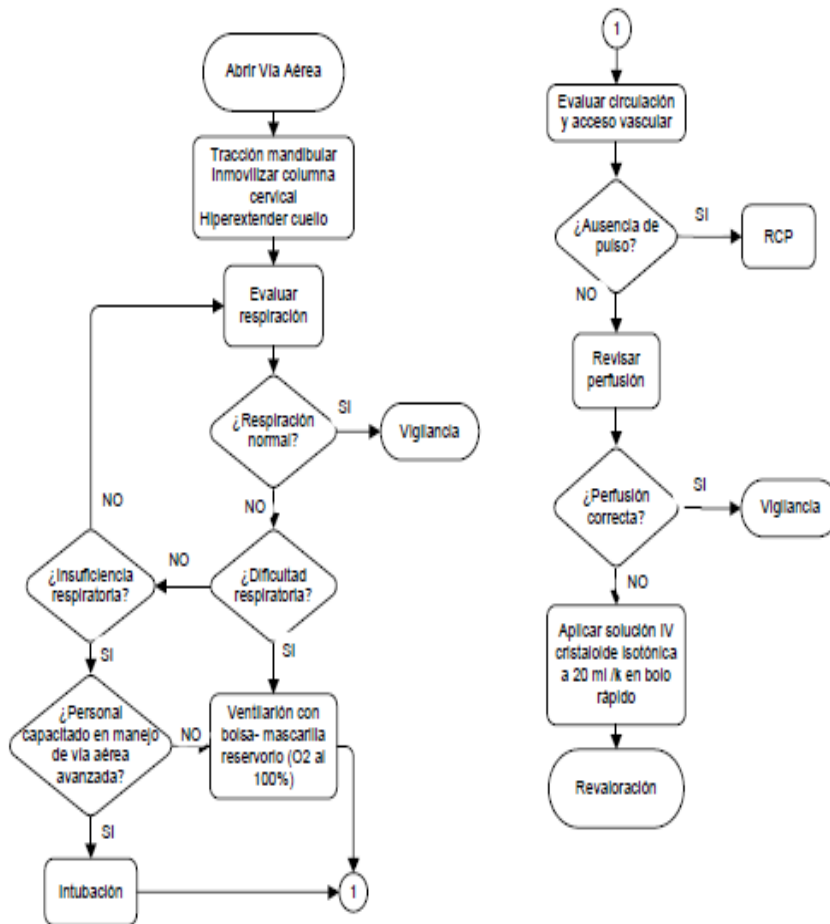 Abrir Vía Aérea
Tracción mandibular
Inmovilizar columna
cervical
Hiperextender cuello
Evaluar
respiración
¿Respiración
normal?
SI
Vigilancia
NO
¿Dificultad
respiratoria?
NO
¿Insuficiencia
respiratoria?
NO
SI
SI
¿Personal
capacitado en manejo
de vía aérea
avanzada?
NO
Ventilación con
bolsa- mascarilla
reservorio (O2 al
100%)
SI
Intubación
1
1
Evaluar circulación
y acceso vascular
¿Ausencia de
pulso?
SI
RCP
NO
Revisar
perfusión
¿Perfusión
correcta?
SI
Vigilancia
NO
Aplicar solución IV
cristaloide isotónica
a 20 ml /k en bolo
rápido
Revaloración